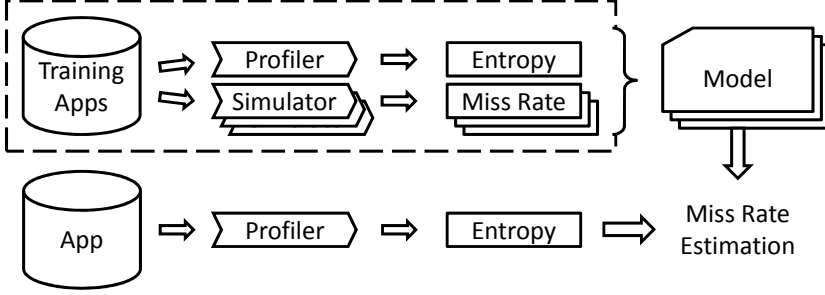 Training
Apps
Profiler
Entropy
Simulator
Miss Rate
Model
App
Profiler
Entropy
Miss Rate
Estimation